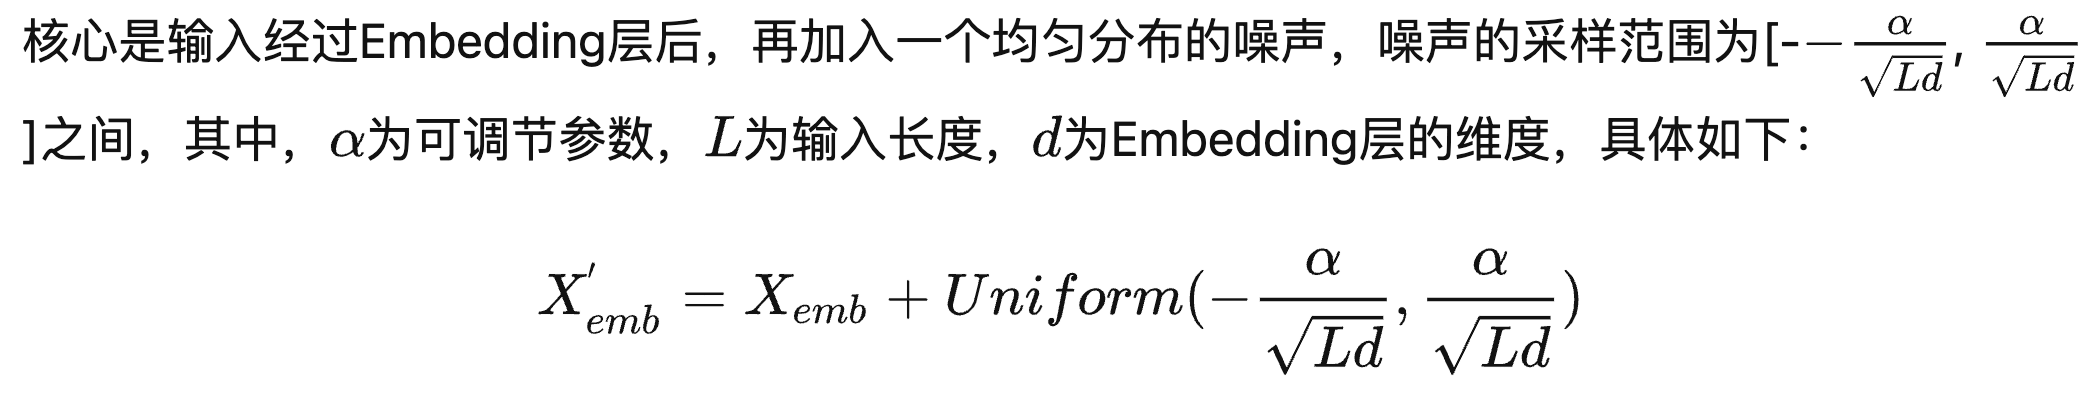 核心是输入经过Embedding层后，再加入一个均匀分布的噪声，噪声的采样范围为[-$-\frac{\alpha}{\sqrt{Ld}}$, $\frac{\alpha}{\sqrt{Ld}}$
]之间，其中，$\alpha$为可调节参数，$L$为输入长度，$d$为Embedding层的维度，具体如下：
$X_{emb}^{'} = X_{emb} + Uniform(-\frac{\alpha}{\sqrt{Ld}}, \frac{\alpha}{\sqrt{Ld}})$